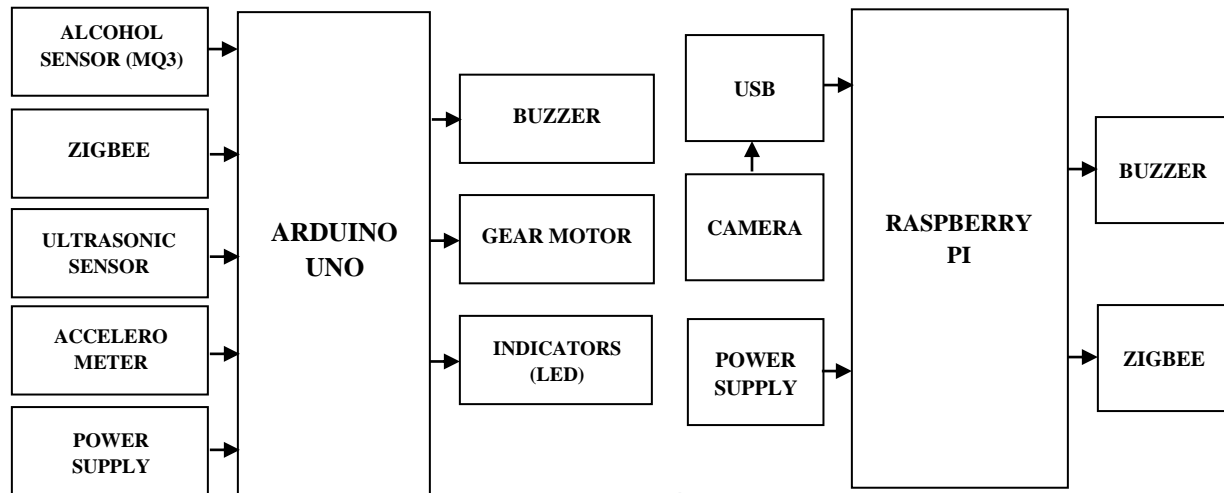 ALCOHOL
SENSOR (MQ3)
ZIGBEE
ULTRASONIC
SENSOR
ACCELERO
METER
POWER
SUPPLY
ARDUINO
UNO
BUZZER
GEAR MOTOR
INDICATORS
(LED)
USB
CAMERA
POWER
SUPPLY
RASPBERRY
PI
BUZZER
ZIGBEE